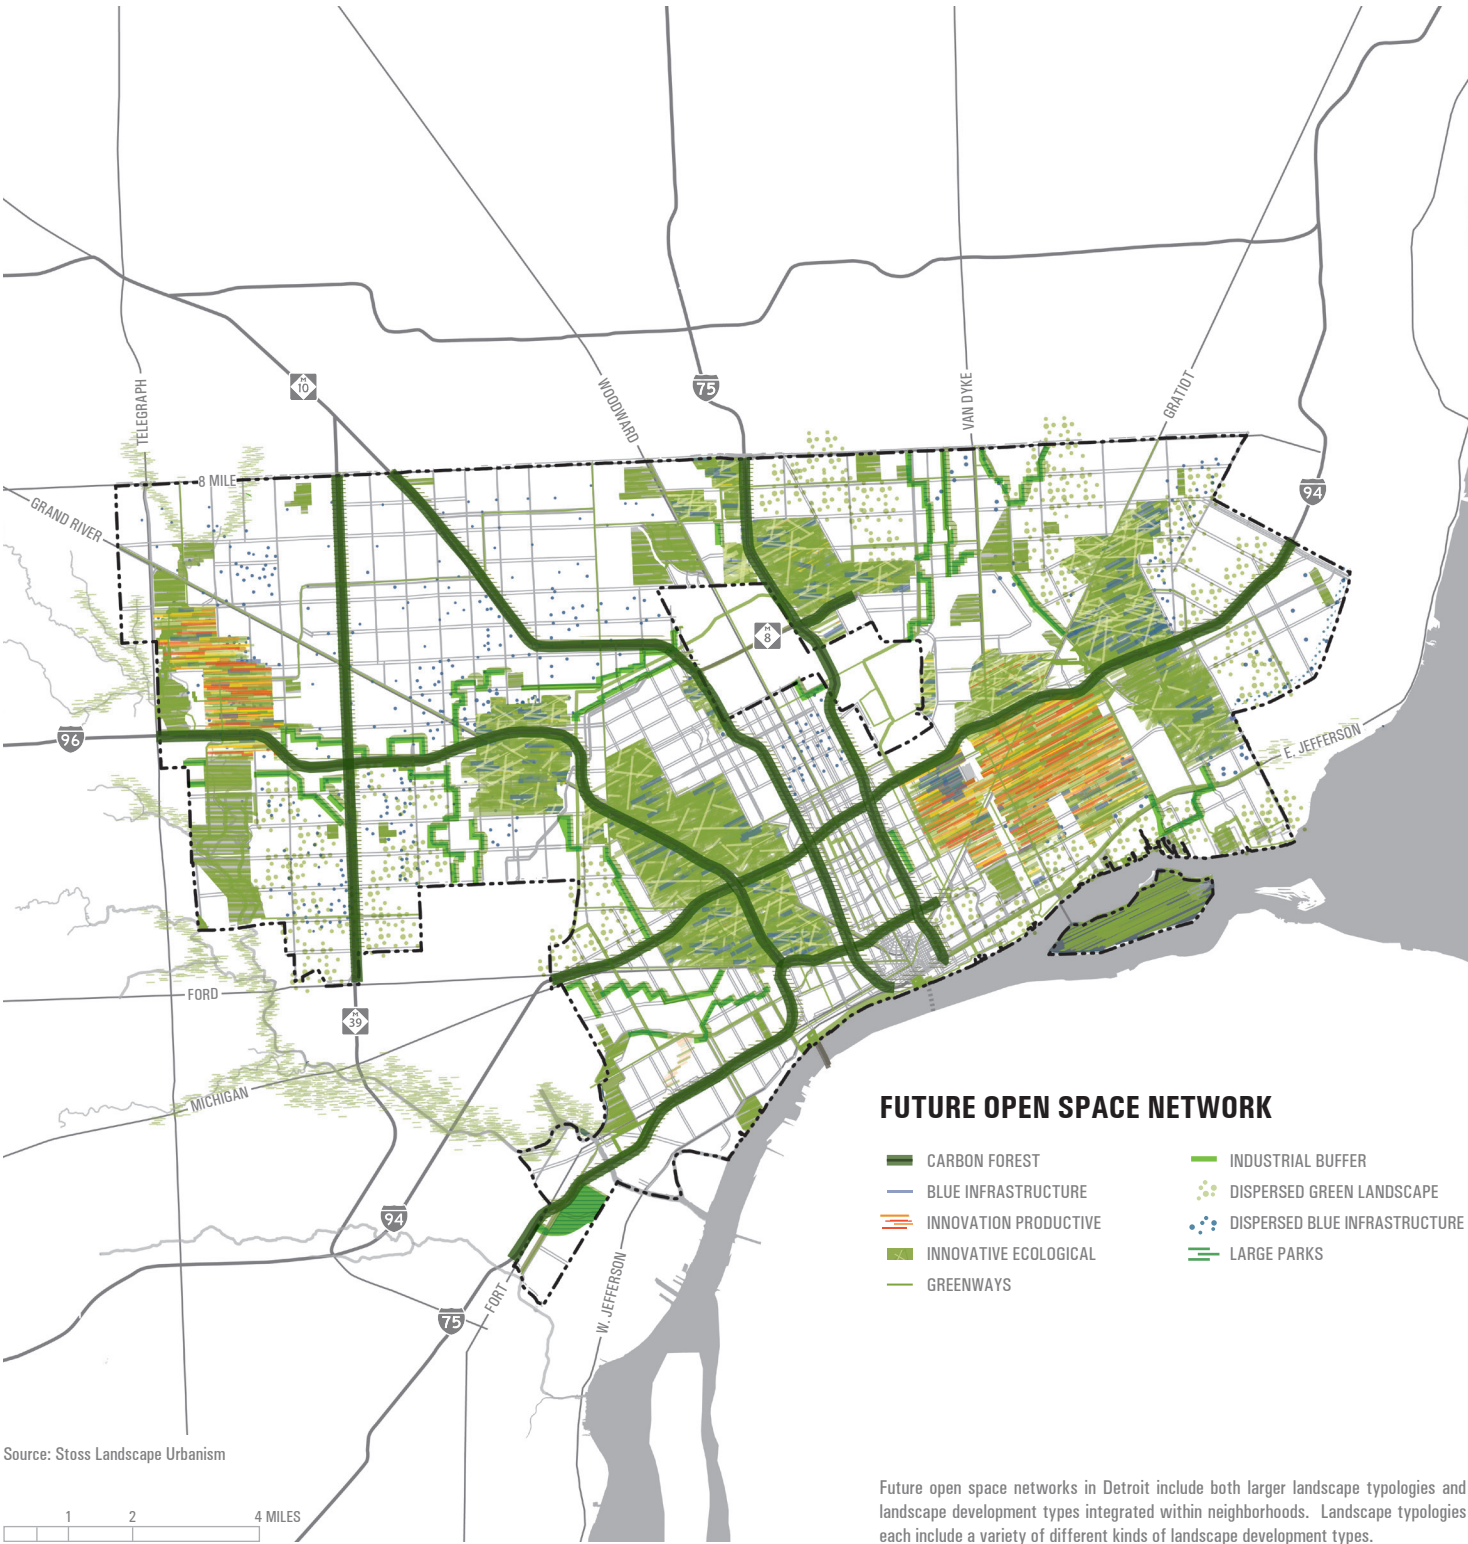 M
10
75
WOODWARD
VAN DYKE
GRATIOT
TELEGRAPH
8 MILE
GRAND RIVER
94
M
8
96
E. JEFFERSON
FORD
M
39
MICHIGAN
94
75
FORT
W. JEFFERSON
FUTURE OPEN SPACE NETWORK
CARBON FOREST
BLUE INFRASTRUCTURE
INNOVATION PRODUCTIVE
INNOVATIVE ECOLOGICAL
GREENWAYS
INDUSTRIAL BUFFER
DISPERSED GREEN LANDSCAPE
DISPERSED BLUE INFRASTRUCTURE
LARGE PARKS
Source: Stoss Landscape Urbanism
1 2 4 MILES
Future open space networks in Detroit include both larger landscape typologies and
landscape development types integrated within neighborhoods. Landscape typologies
each include a variety of different kinds of landscape development types.